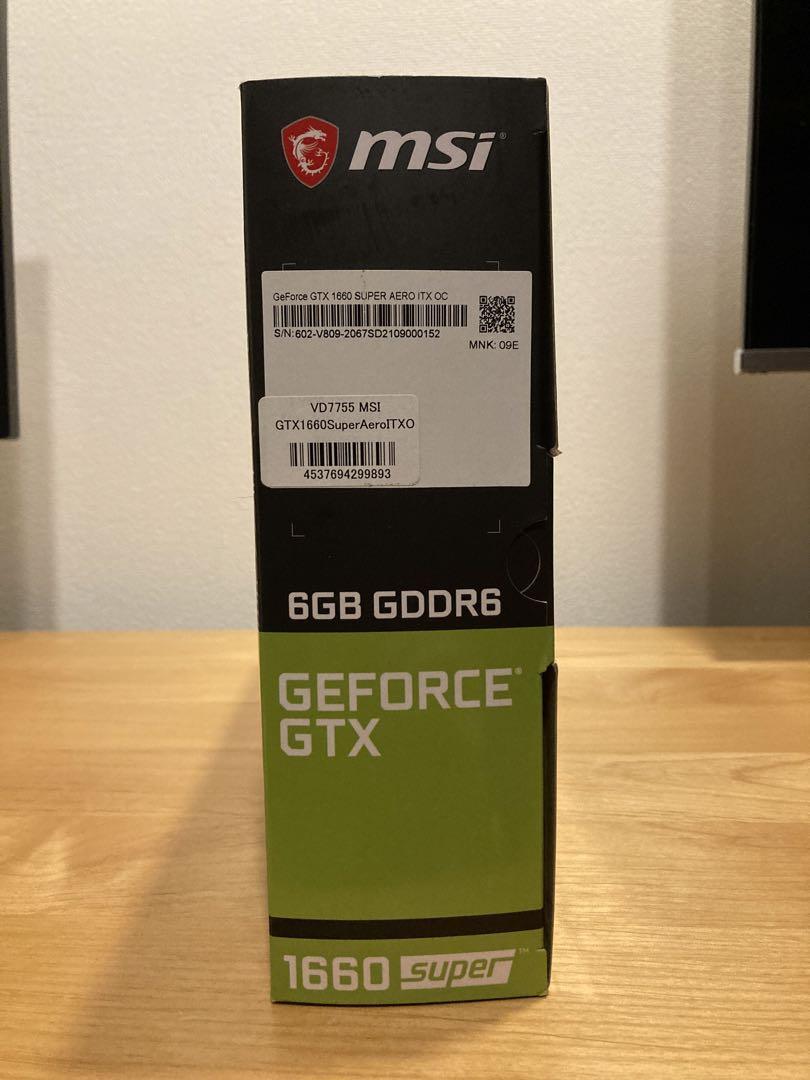 msi®
GeForce GTX 1660 SUPER AERO ITX OC
S/N:602-V809-2067SD2109000152
MNK: 09E
VD7755 MSI
GTX1660SuperAeroITXO
4537694299893
6GB GDDR6
GEFORCE®
GTX
1660 super™